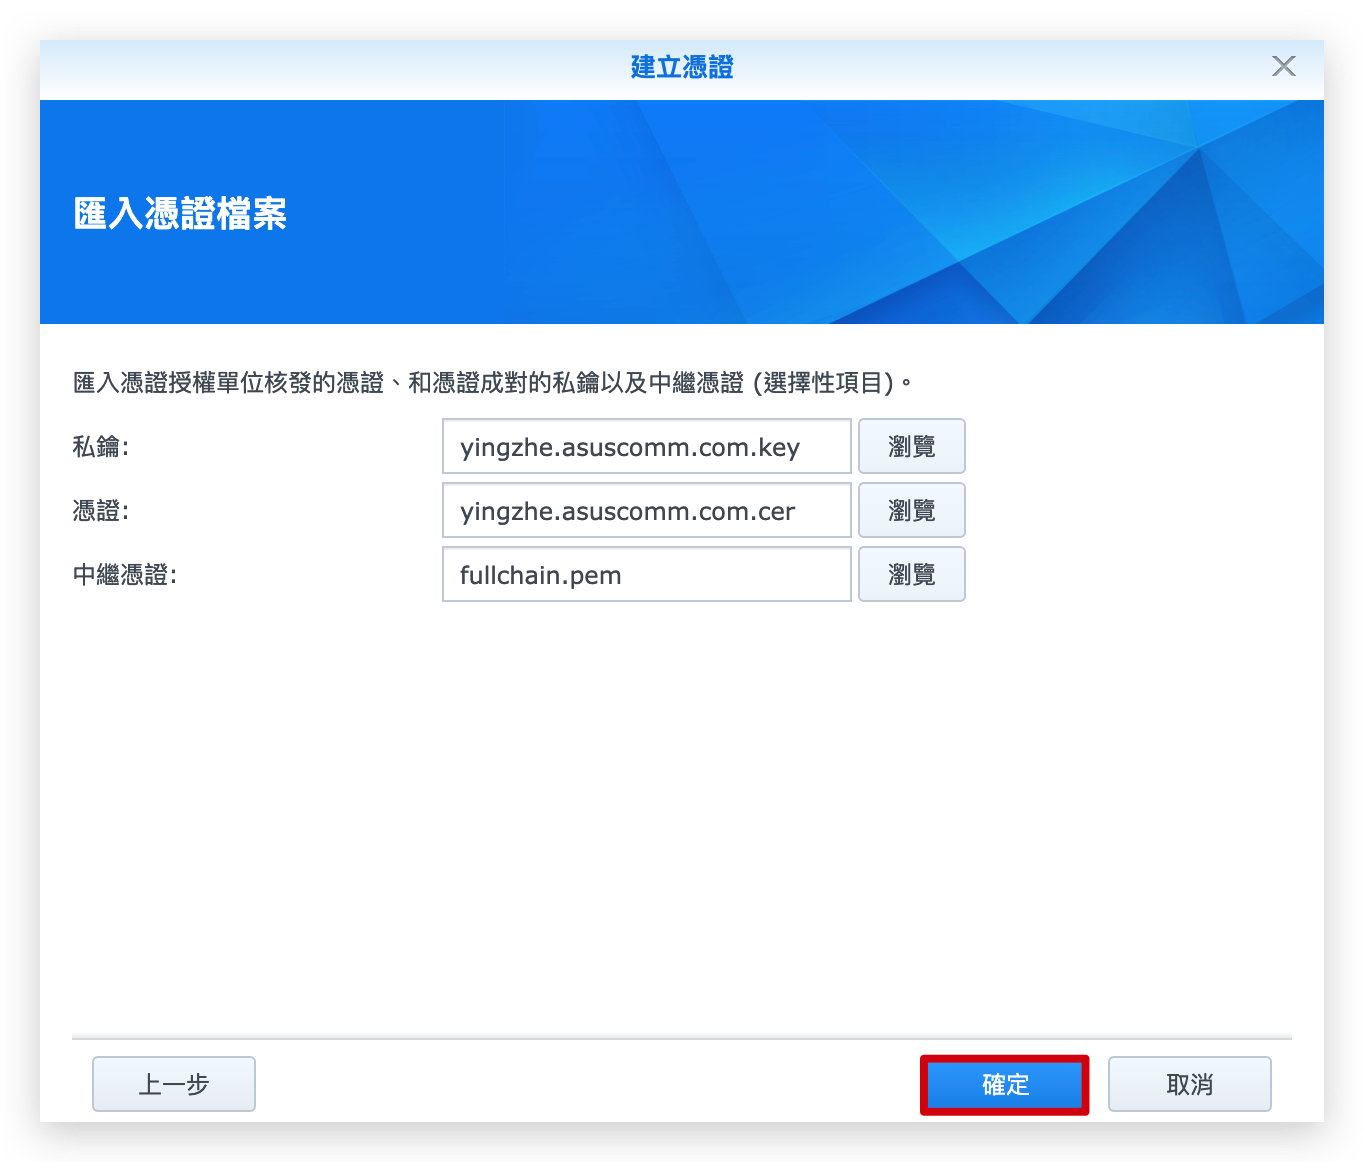 建立憑證
匯入憑證檔案
匯入憑證授權單位核發的憑證、和憑證成對的私鑰以及中繼憑證 (選擇性項目)。
私鑰: yingzhe.asuscomm.com.key 瀏覽
憑證: yingzhe.asuscomm.com.cer 瀏覽
中繼憑證: fullchain.pem 瀏覽
上一步 確定 取消